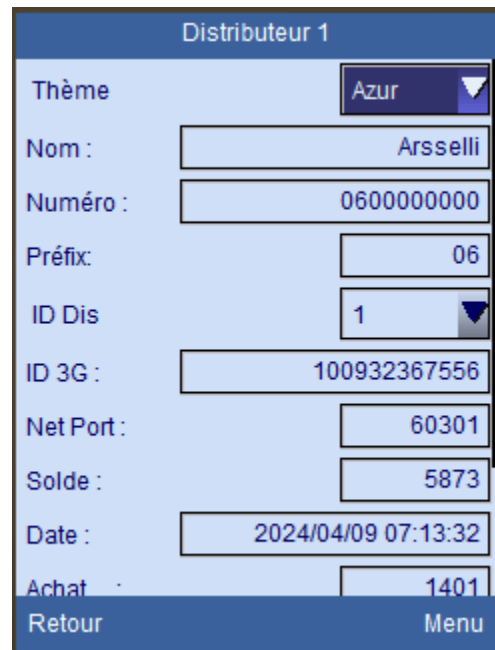 Distributeur 1
Thème Azur
Nom : Arsselli
Numéro : 0600000000
Préfix: 06
ID Dis 1
ID 3G : 100932367556
Net Port : 60301
Solde : 5873
Date : 2024/04/09 07:13:32
Achat : 1401
Retour Menu